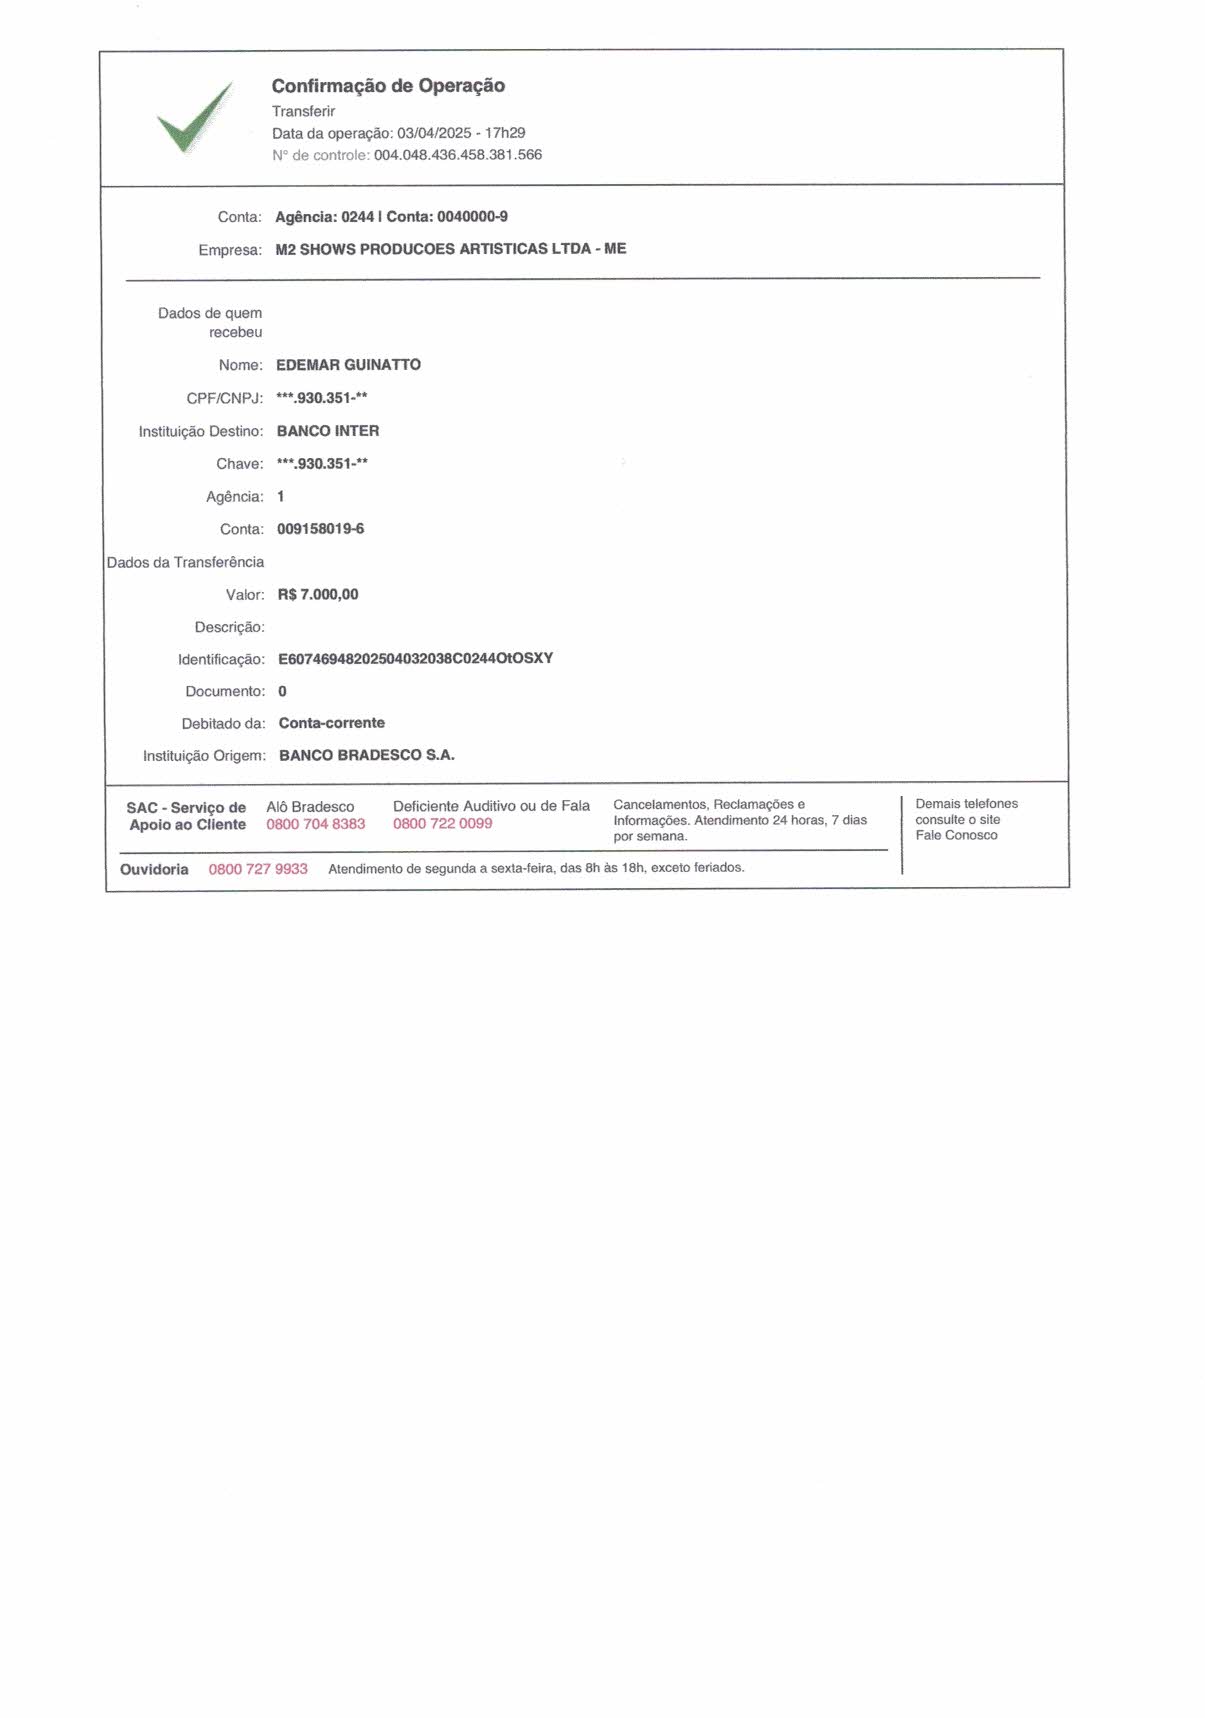 Confirmação de Operação
Transferir
Data da operação: 03/04/2025 - 17h29
N° de controle: 004.048.436.458.381.566
Conta: Agência: 0244 I Conta: 0040000-9
Empresa: M2 SHOWS PRODUCOES ARTISTICAS LTDA - ME
Dados de quem
recebeu
Nome: EDEMAR GUINATTO
CPF/CNPJ: ***.930.351-**
Instituição Destino: BANCO INTER
Chave: ***.930.351-**
Agência: 1
Conta: 009158019-6
Dados da Transferência
Valor: R$ 7.000,00
Descrição:
Identificação: E60746948202504032038C0244OtOSXY
Documento: 0
Debitado da: Conta-corrente
Instituição Origem: BANCO BRADESCO S.A.
SAC - Serviço de
Apoio ao Cliente
Alô Bradesco
0800 704 8383
Deficiente Auditivo ou de Fala
0800 722 0099
Cancelamentos, Reclamações e
Informações. Atendimento 24 horas, 7 dias
por semana.
Demais telefones
consulte o site
Fale Conosco
Ouvidoria 0800 727 9933 Atendimento de segunda a sexta-feira, das 8h às 18h, exceto feriados.